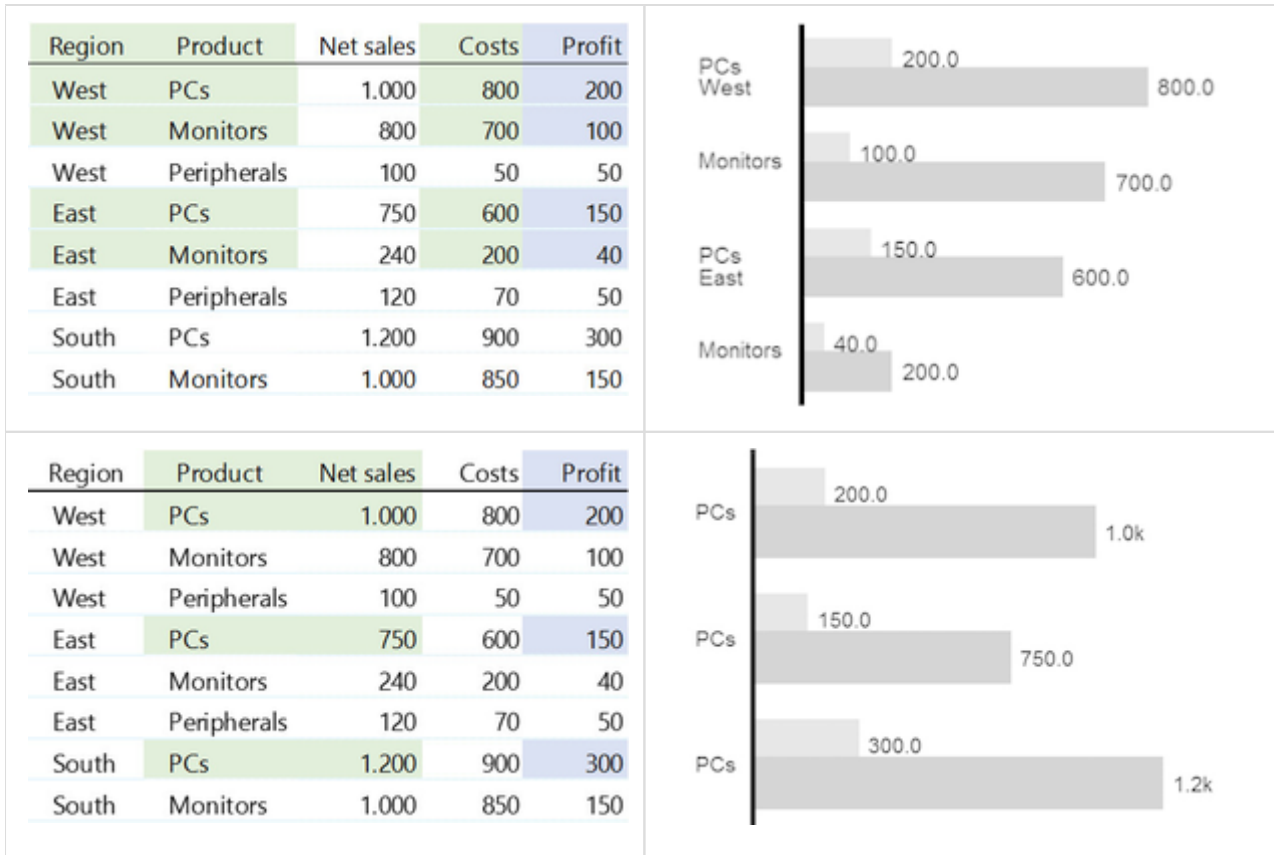 Region Product Net sales Costs Profit
West PCs 1.000 800 200
West Monitors 800 700 100
West Peripherals 100 50 50
East PCs 750 600 150
East Monitors 240 200 40
East Peripherals 120 70 50
South PCs 1.200 900 300
South Monitors 1.000 850 150
200.0
PCs
West
800.0
100.0
Monitors
700.0
150.0
PCs
East
600.0
40.0
Monitors
200.0
Region Product Net sales Costs Profit
West PCs 1.000 800 200
West Monitors 800 700 100
West Peripherals 100 50 50
East PCs 750 600 150
East Monitors 240 200 40
East Peripherals 120 70 50
South PCs 1.200 900 300
South Monitors 1.000 850 150
200.0
PCs
1.0k
150.0
PCs
750.0
300.0
PCs
1.2k